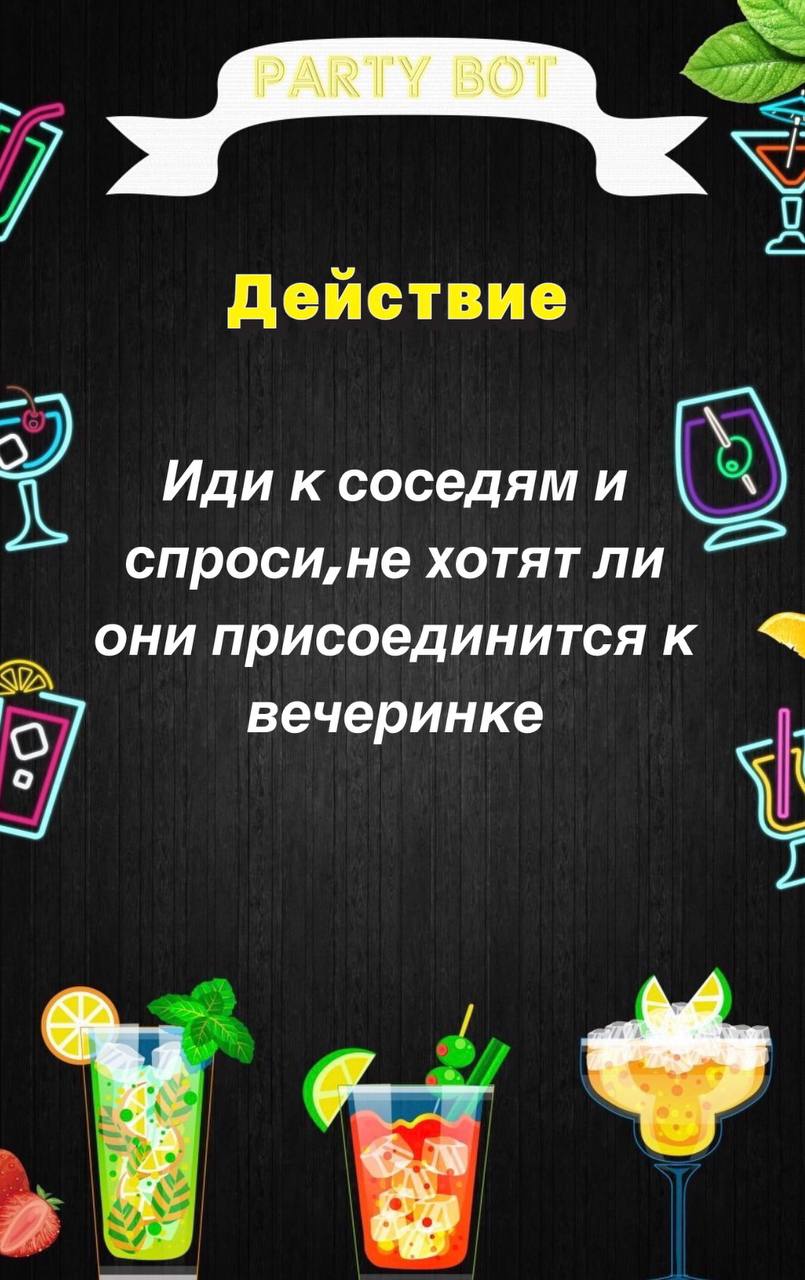 PARTY BOT
Действие
Иди к соседям и
спроси,не хотят ли
они присоединится к
вечеринке